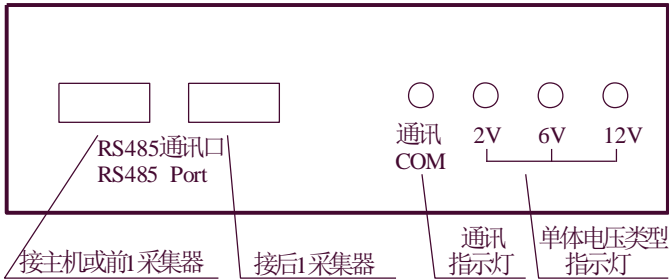 RS485通讯口
RS485 Port
通讯
COM
2V
6V
12V
接主机或前1采集器
接后1采集器
通讯
指示灯
单体电压类型
指示灯